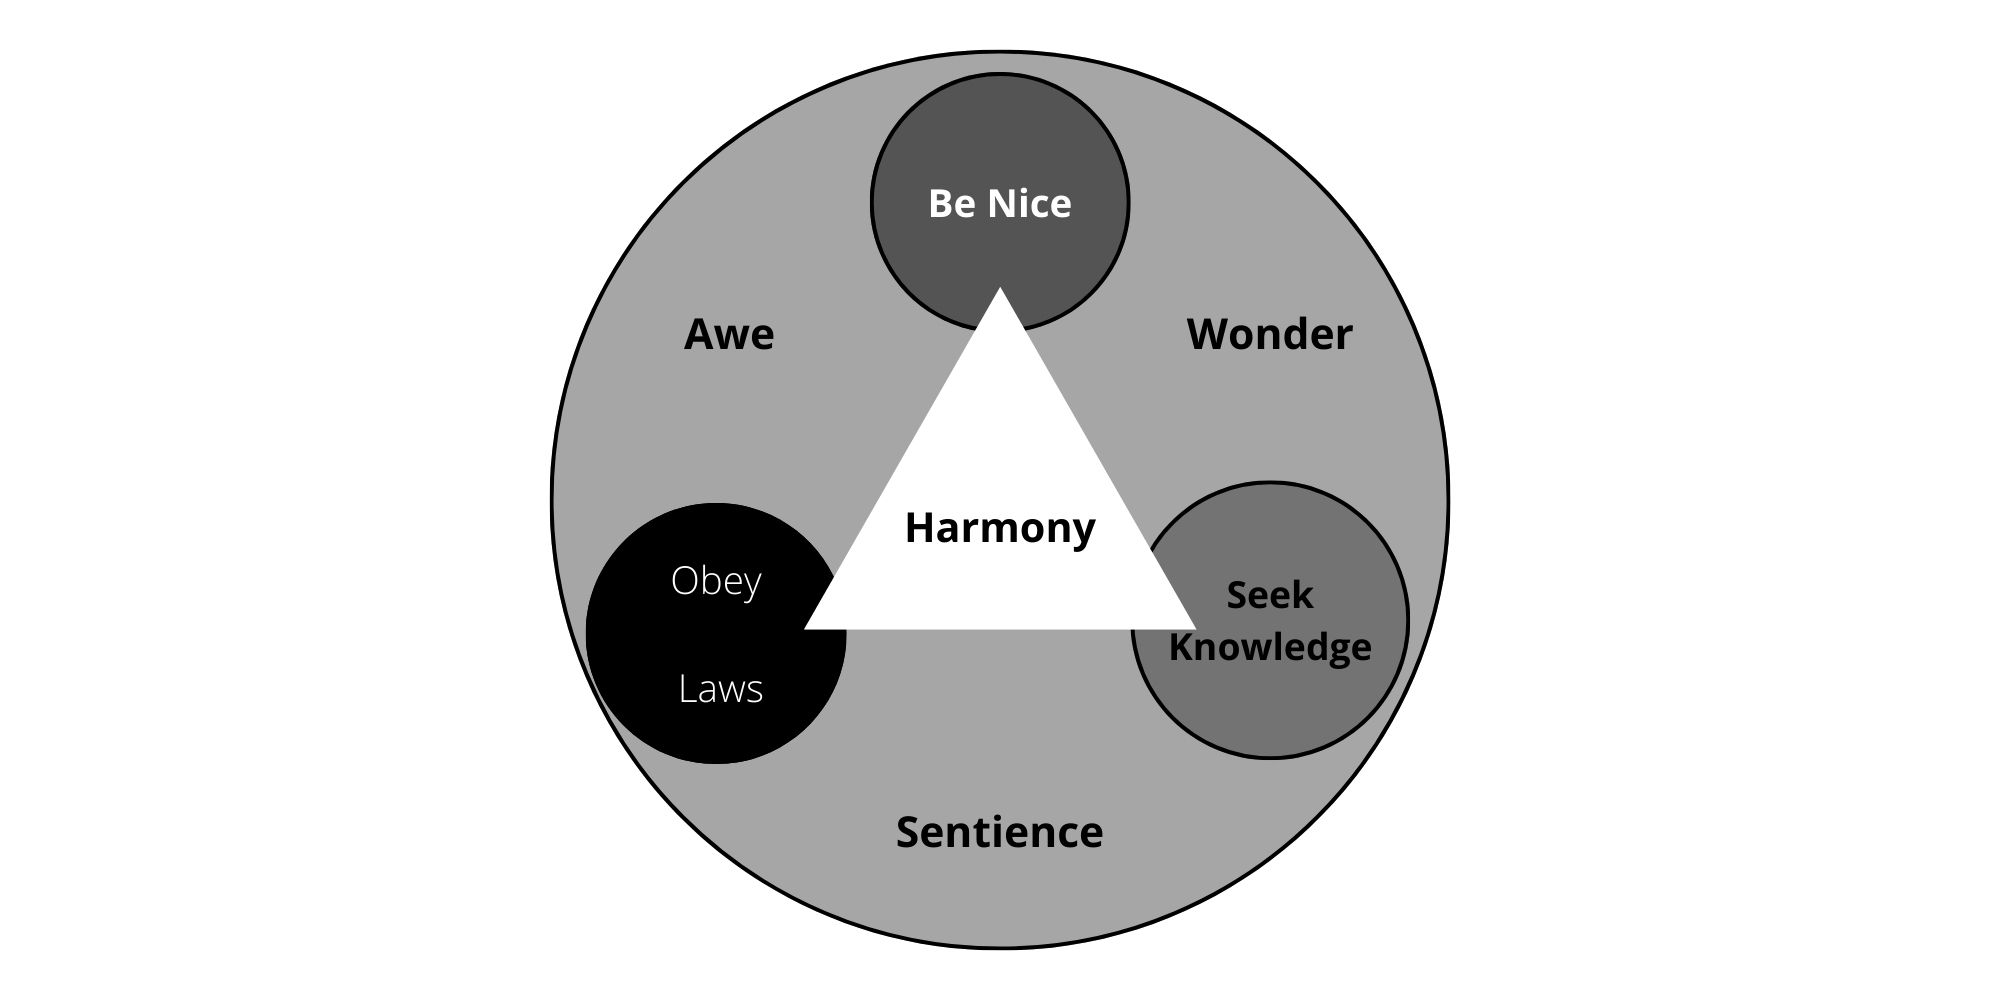 Be Nice
Awe
Wonder
Harmony
Obey
Laws
Seek
Knowledge
Sentience